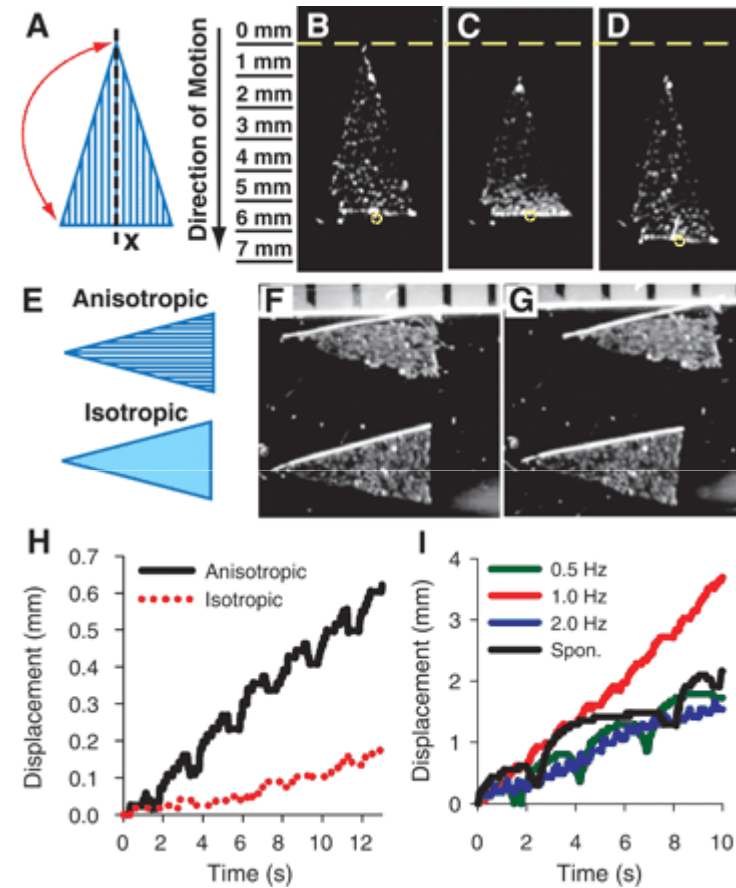 A
x
Direction of Motion
0 mm
1 mm
2 mm
3 mm
4 mm
5 mm
6 mm
7 mm
B
C
D
E
Anisotropic
Isotropic
F
G
H
Displacement (mm)
0.7
0.6
0.5
0.4
0.3
0.2
0.1
0.0
Anisotropic
Isotropic
0 2 4 6 8 10 12
Time (s)
I
Displacement (mm)
4
3
2
1
0
0.5 Hz
1.0 Hz
2.0 Hz
Spon.
0 2 4 6 8 10
Time (s)